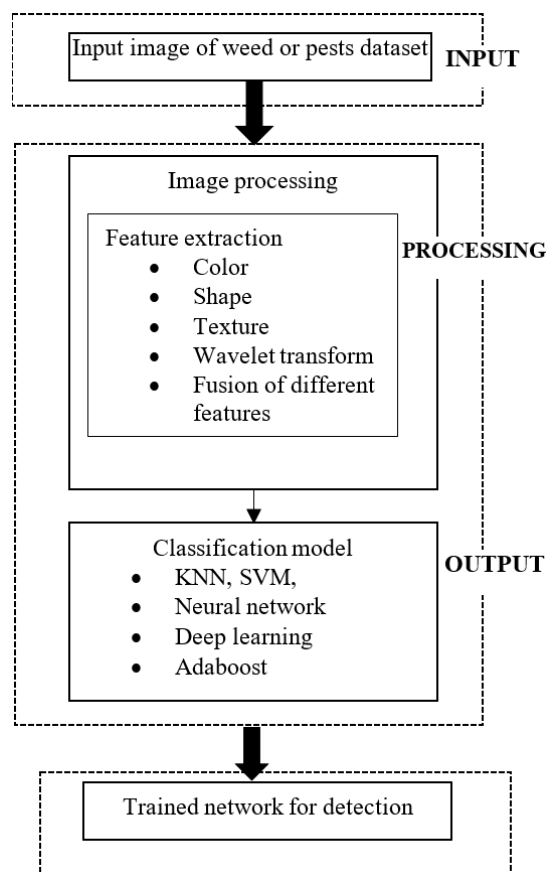 Input image of weed or pests dataset
INPUT
Image processing
Feature extraction
PROCESSING
• Color
• Shape
• Texture
• Wavelet transform
• Fusion of different
features
Classification model
OUTPUT
• KNN, SVM,
• Neural network
• Deep learning
• Adaboost
Trained network for detection